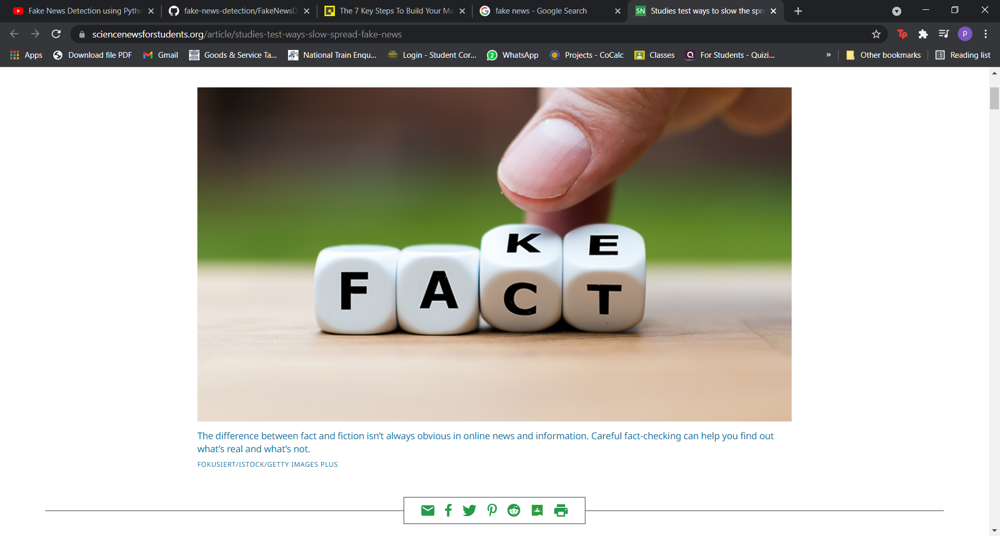 Fake News Detection using Pytho
fake-news-detection/FakeNewsD
The 7 Key Steps To Build Your Ma
fake news - Google Search
SN
Studies test ways to slow the spre
sciencenewsforstudents.org/article/studies-test-ways-slow-spread-fake-news
Tp
P
Apps
Download file PDF
Gmail
Goods & Service Ta...
National Train Enqu...
Login - Student Cor...
2
WhatsApp
Projects - CoCalc
Classes
Q
For Students - Quizi...
»
Other bookmarks
Reading list
K E
F A C T
The difference between fact and fiction isn’t always obvious in online news and information. Careful fact-checking can help you find out
what’s real and what’s not.
FOKUSIERT/ISTOCK/GETTY IMAGES PLUS